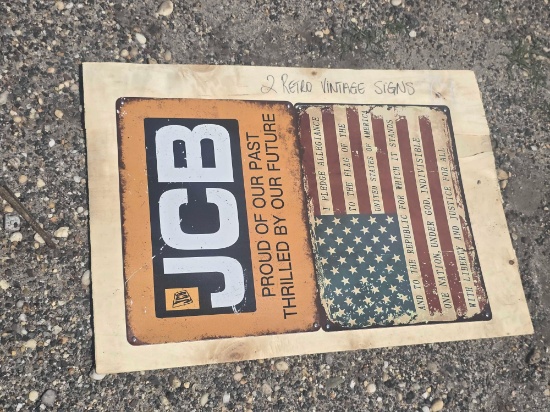 2 RETRO VINTAGE SIGNS
JCB
JCB
PROUD OF OUR PAST
THRILLED BY OUR FUTURE
I PLEDGE ALLEGIANCE
TO THE FLAG OF THE
UNITED STATES OF AMERICA
AND TO THE REPUBLIC FOR WHICH IT STANDS
ONE NATION, UNDER GOD, INDIVISIBLE
WITH LIBERTY AND JUSTICE FOR ALL